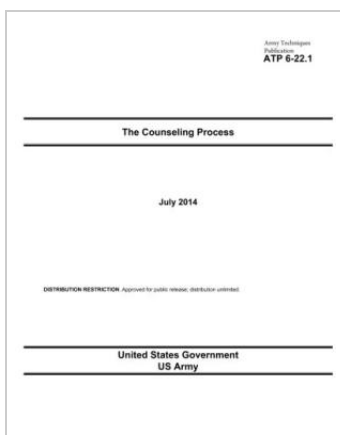 Army Techniques
Publication
ATP 6-22.1
The Counseling Process
July 2014
DISTRIBUTION RESTRICTION. Approved for public release; distribution unlimited.
United States Government
US Army